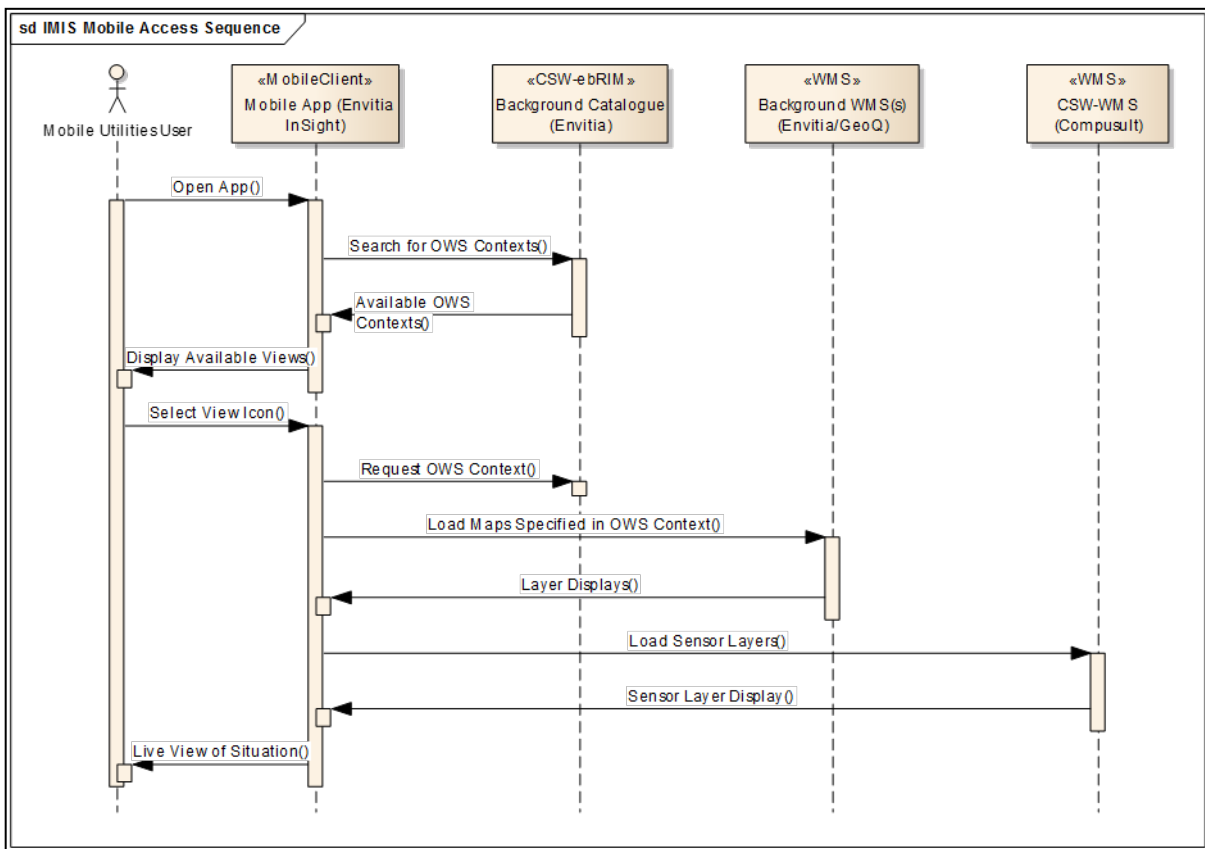 sd IMIS Mobile Access Sequence
Mobile Utilities User
«MobileClient»
Mobile App (Envitia
InSight)
«CSW-ebRIM»
Background Catalogue
(Envitia)
«WMS»
Background WMS(s)
(Envitia/GeoQ)
«WMS»
CSW-WMS
(Compusult)
Open App()
Search for OWS Contexts()
Available OWS
Contexts()
Display Available Views()
Select View Icon()
Request OWS Context()
Load Maps Specified in OWS Context()
Layer Displays()
Load Sensor Layers()
Sensor Layer Display()
Live View of Situation()